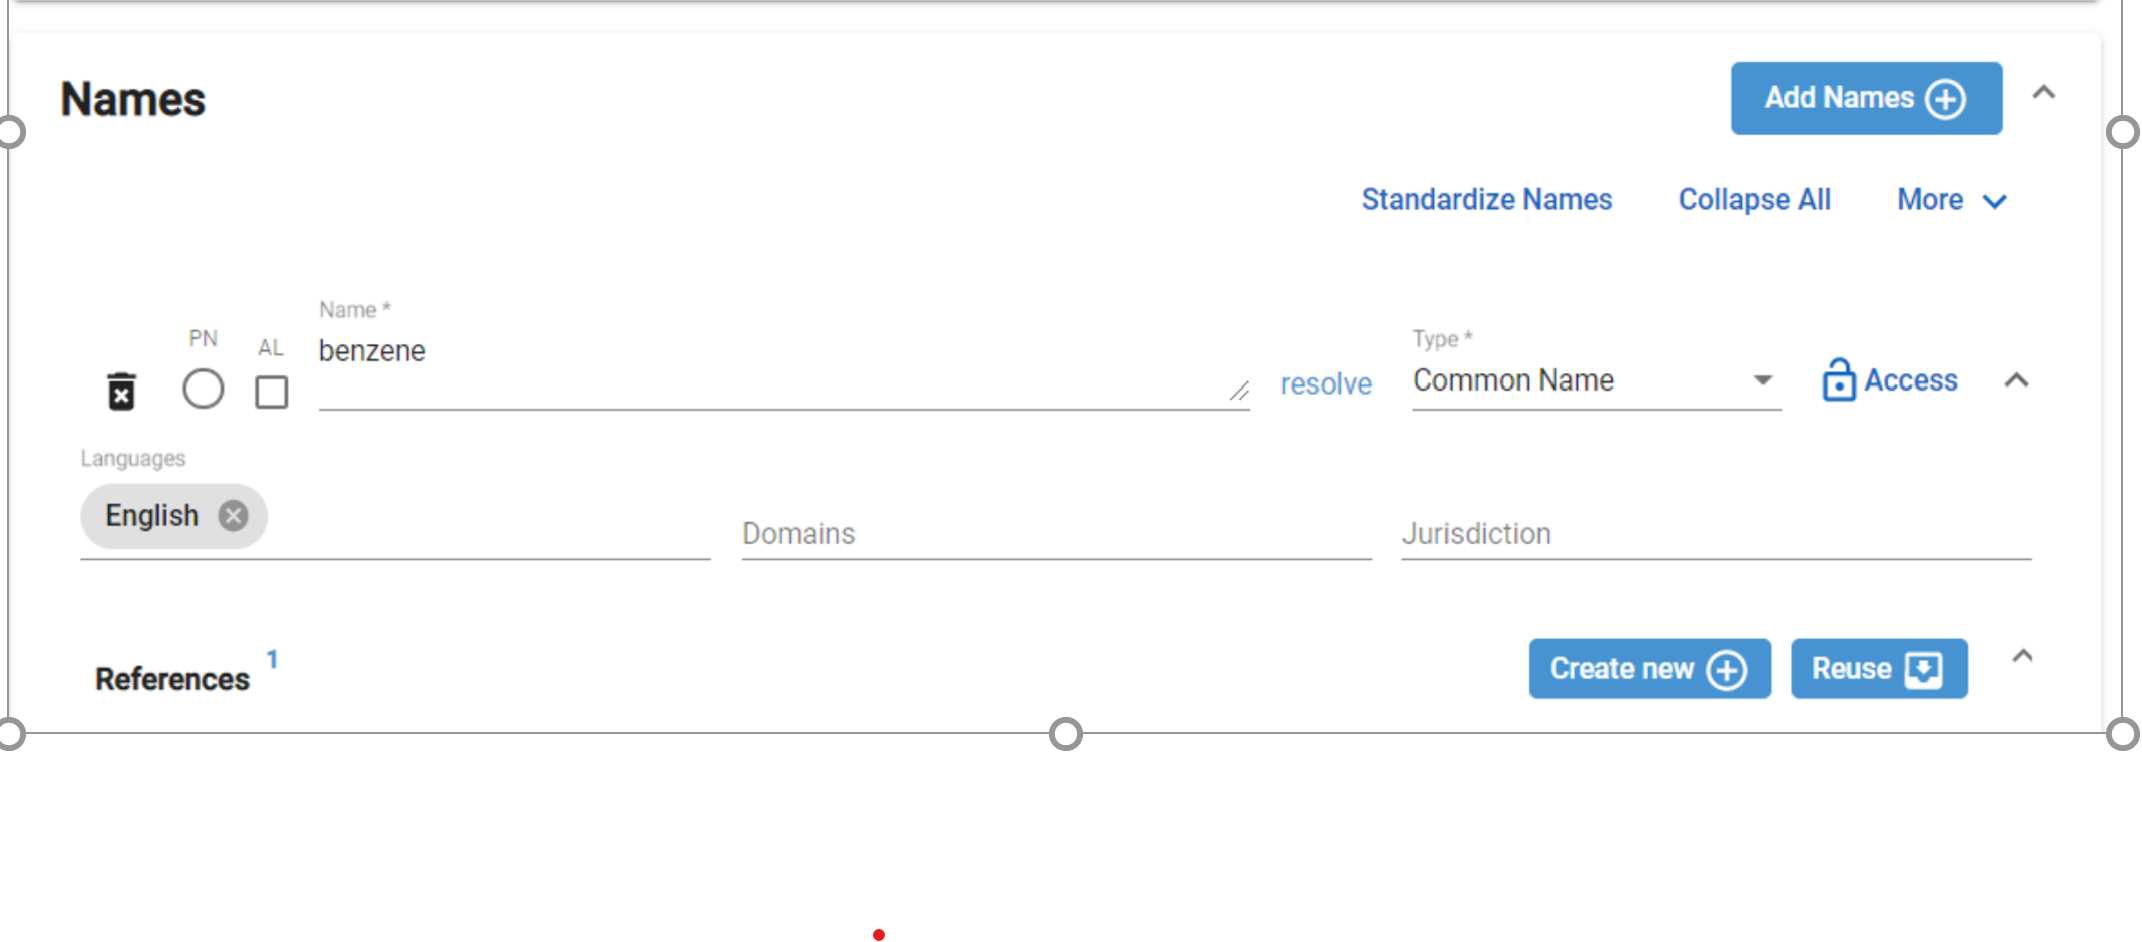 Names
Add Names
Standardize Names Collapse All More
PN AL Name *
benzene
resolve
Type *
Common Name
Access
Languages
English
Domains
Jurisdiction
References 1
Create new Reuse